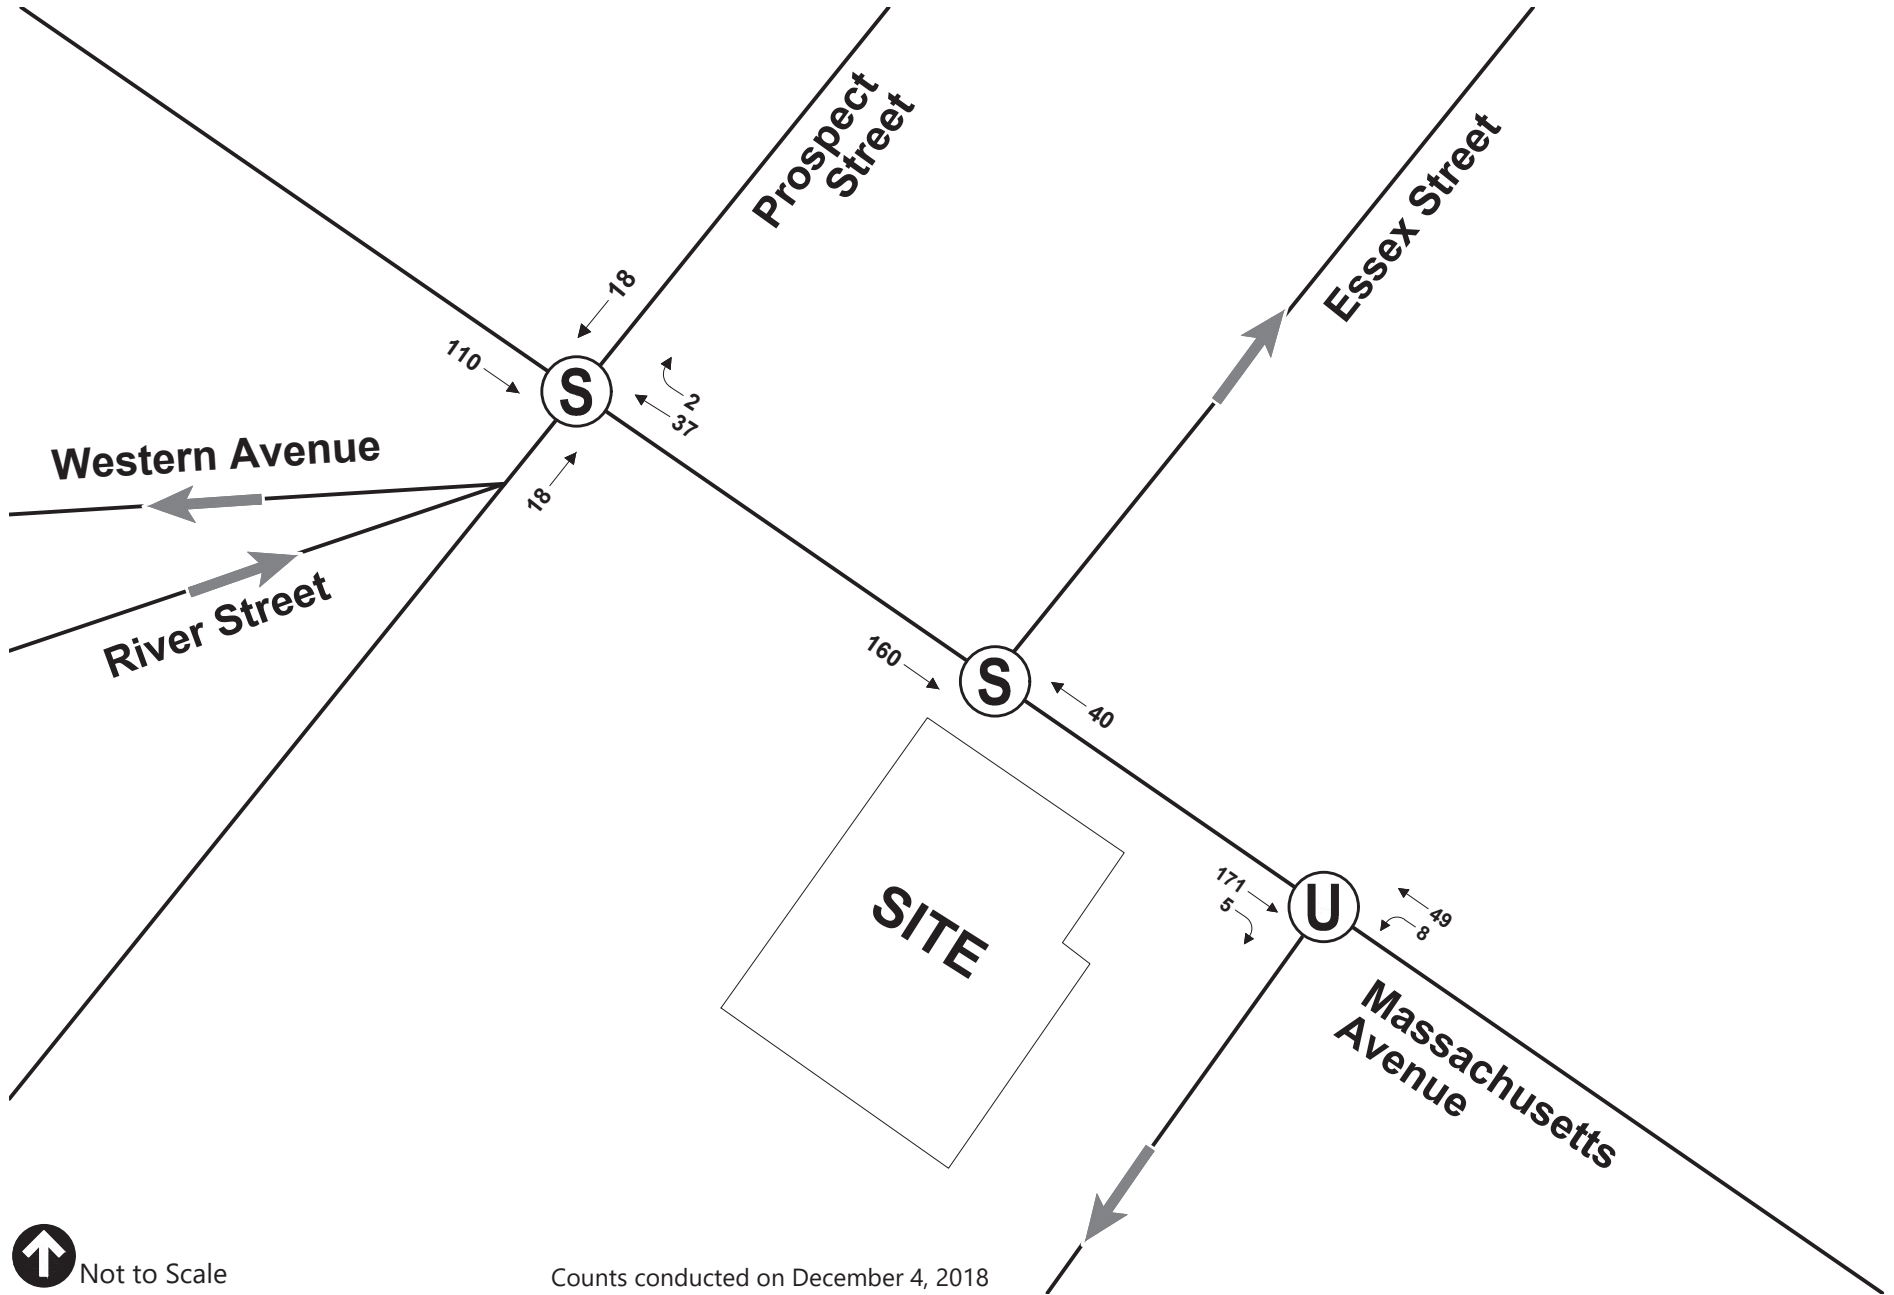 Prospect
Street
Essex Street
18
110
S
2
37
Western Avenue
18
River Street
160
S
40
171
5
U
49
8
SITE
Massachusetts
Avenue
Not to Scale
Counts conducted on December 4, 2018